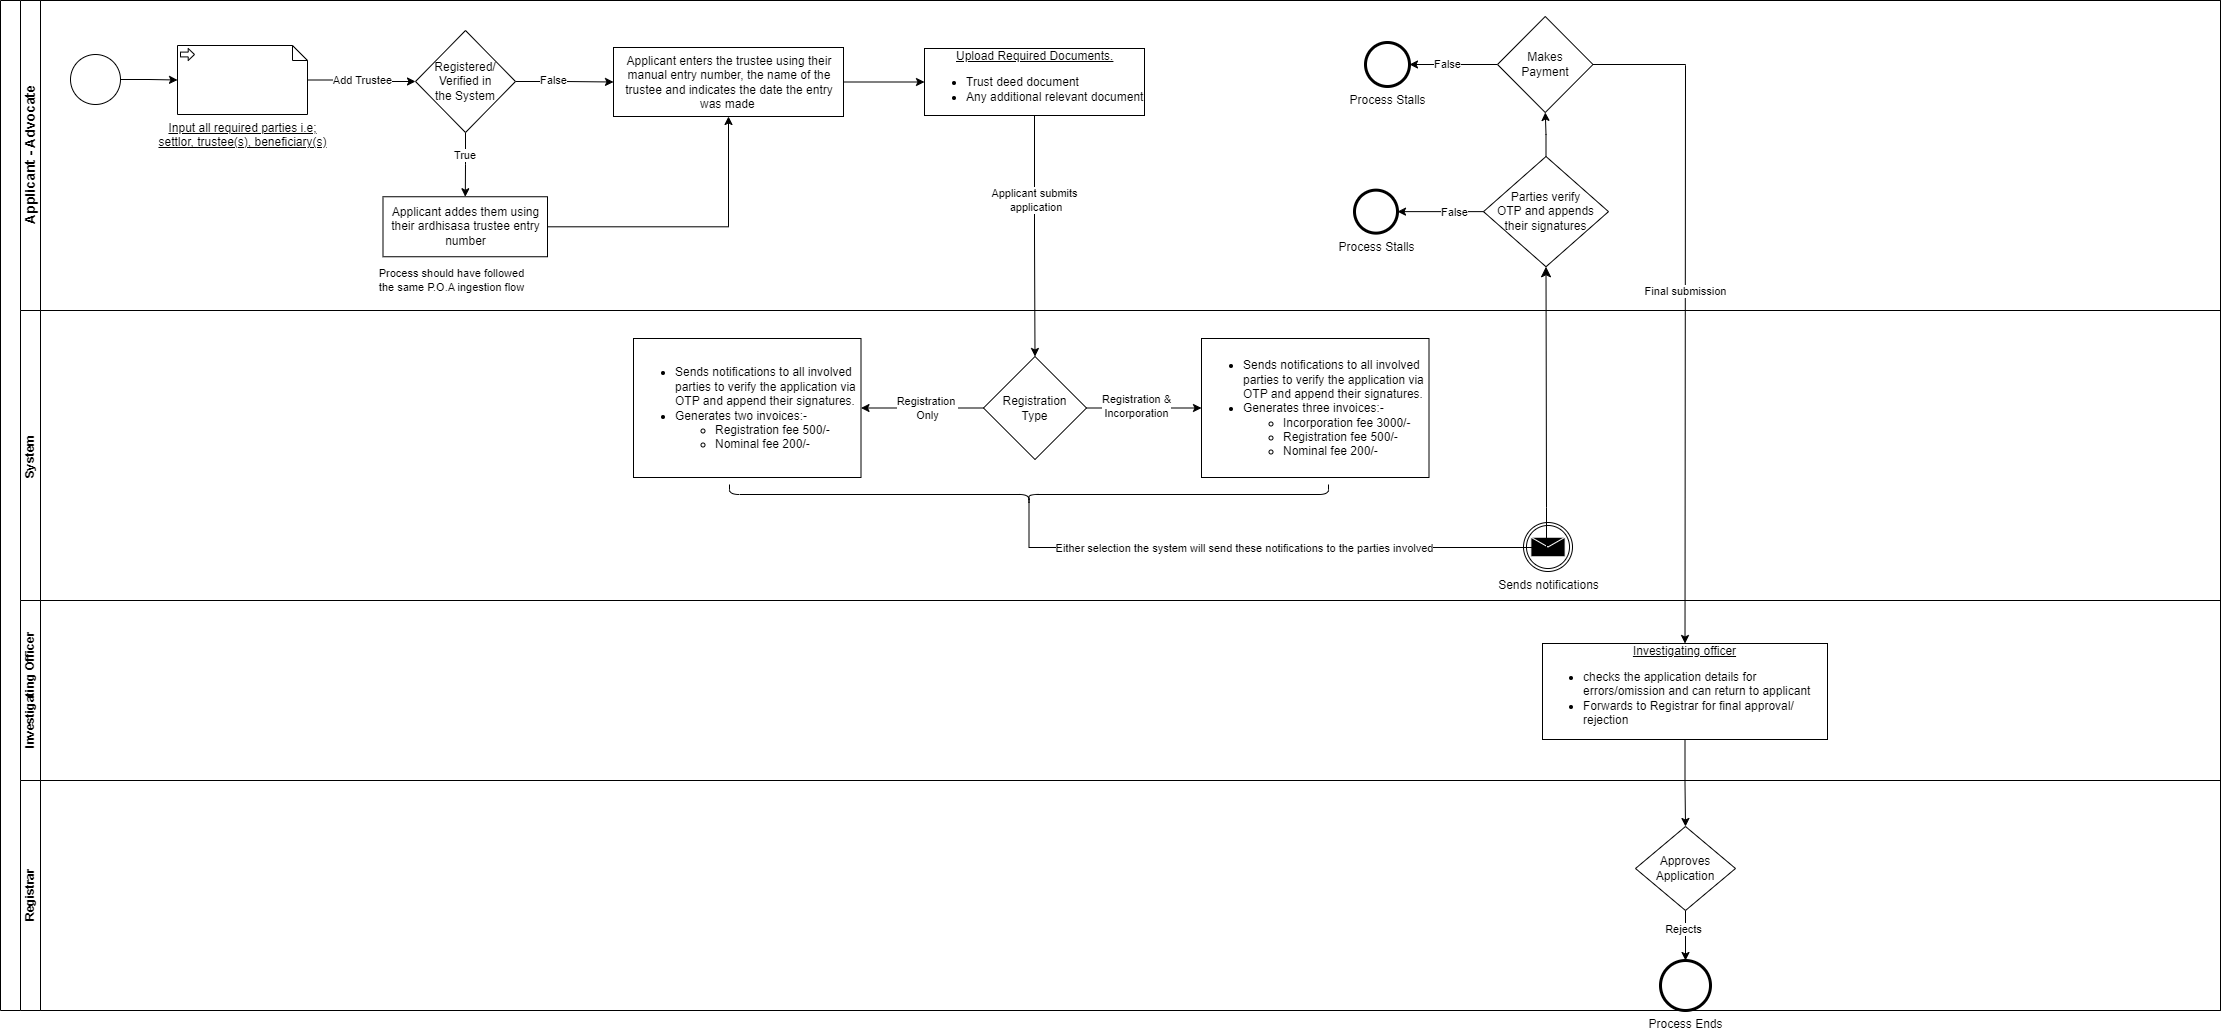 Applicant - Advocate
Input all required parties i.e;
settlor, trustee(s), beneficiary(s)
Add Trustee
Registered/
Verified in
the System
False
True
Applicant addes them using
their ardhisasa trustee entry
number
Process should have followed
the same P.O.A ingestion flow
Applicant enters the trustee using their
manual entry number, the name of the
trustee and indicates the date the entry
was made
Upload Required Documents.
• Trust deed document
• Any additional relevant document
Applicant submits
application
Process Stalls
False
Makes
Payment
Process Stalls
False
Parties verify
OTP and appends
their signatures
Final submission
System
• Sends notifications to all involved
parties to verify the application via
OTP and append their signatures.
• Generates two invoices:-
○ Registration fee 500/-
○ Nominal fee 200/-
Registration
Only
Registration
Type
Registration &
Incorporation
• Sends notifications to all involved
parties to verify the application via
OTP and append their signatures.
• Generates three invoices:-
○ Incorporation fee 3000/-
○ Registration fee 500/-
○ Nominal fee 200/-
Either selection the system will send these notifications to the parties involved
Sends notifications
Investigating Officer
Investigating officer
• checks the application details for
errors/omission and can return to applicant
• Forwards to Registrar for final approval/
rejection
Registrar
Approves
Application
Rejects
Process Ends